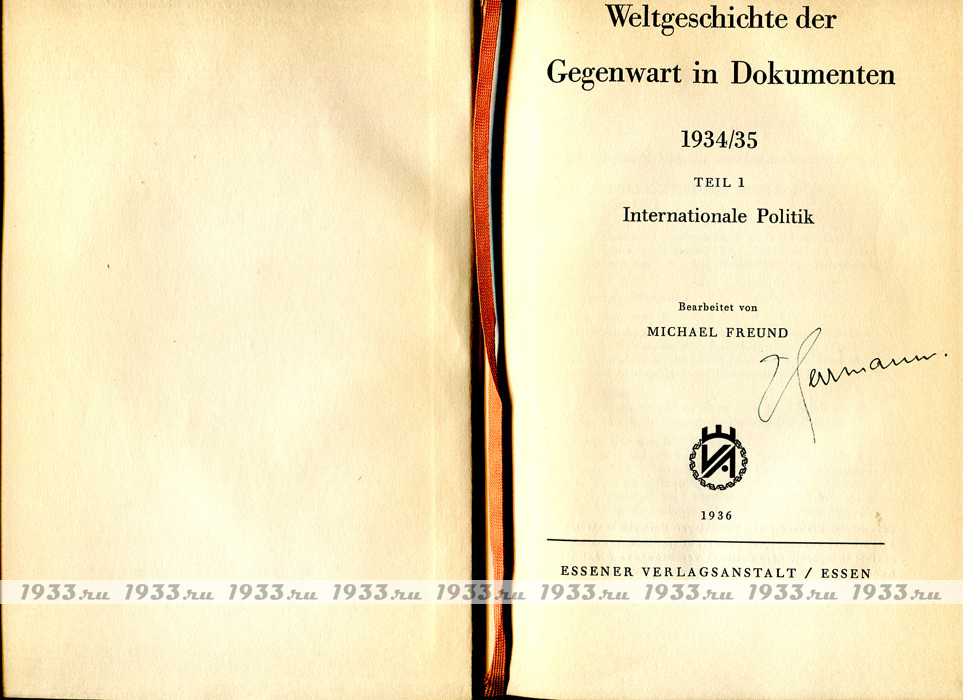 Weltgeschichte der
Gegenwart in Dokumenten
1934/35
TEIL 1
Internationale Politik
Bearbeitet von
MICHAEL FREUND
Herrmann.
1936
ESSENER VERLAGSANSTALT / ESSEN
1933.ru 1933.ru 1933.ru 1933.ru 1933.ru 1933.ru 1933.ru 1933.ru 1933.ru